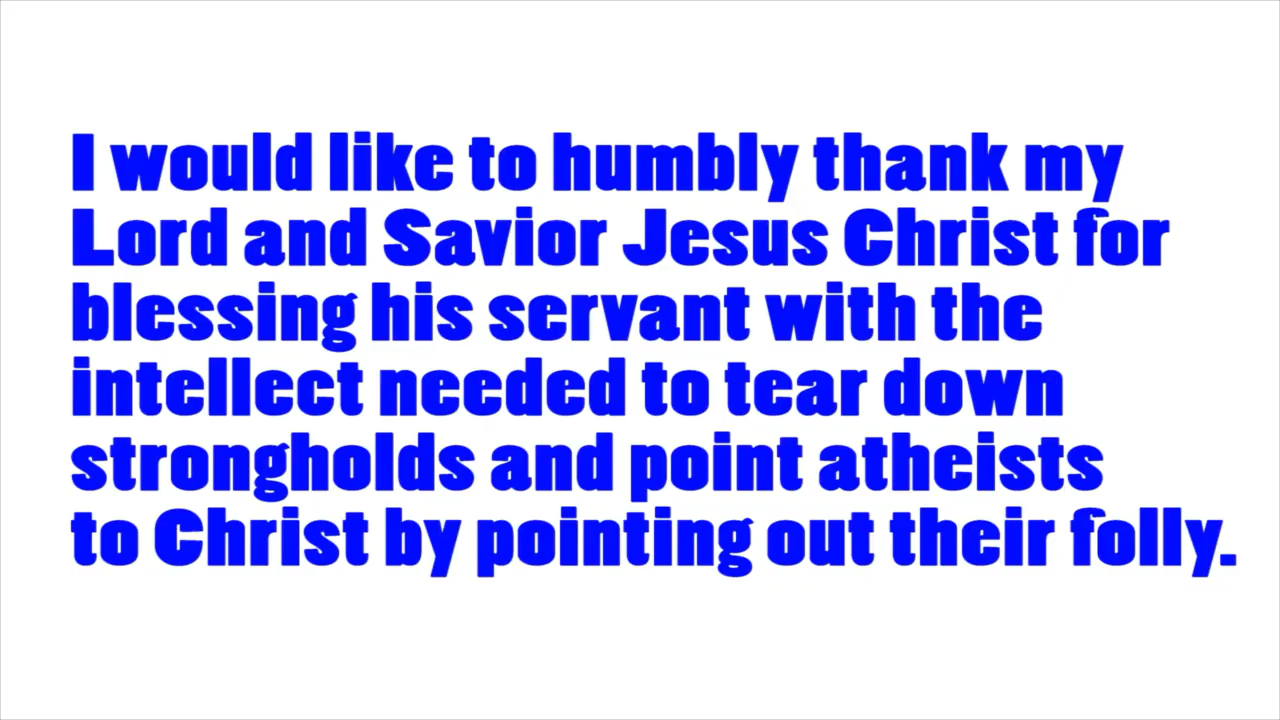 I would like to humbly thank my
Lord and Savior Jesus Christ for
blessing his servant with the
intellect needed to tear down
strongholds and point atheists
to Christ by pointing out their folly.